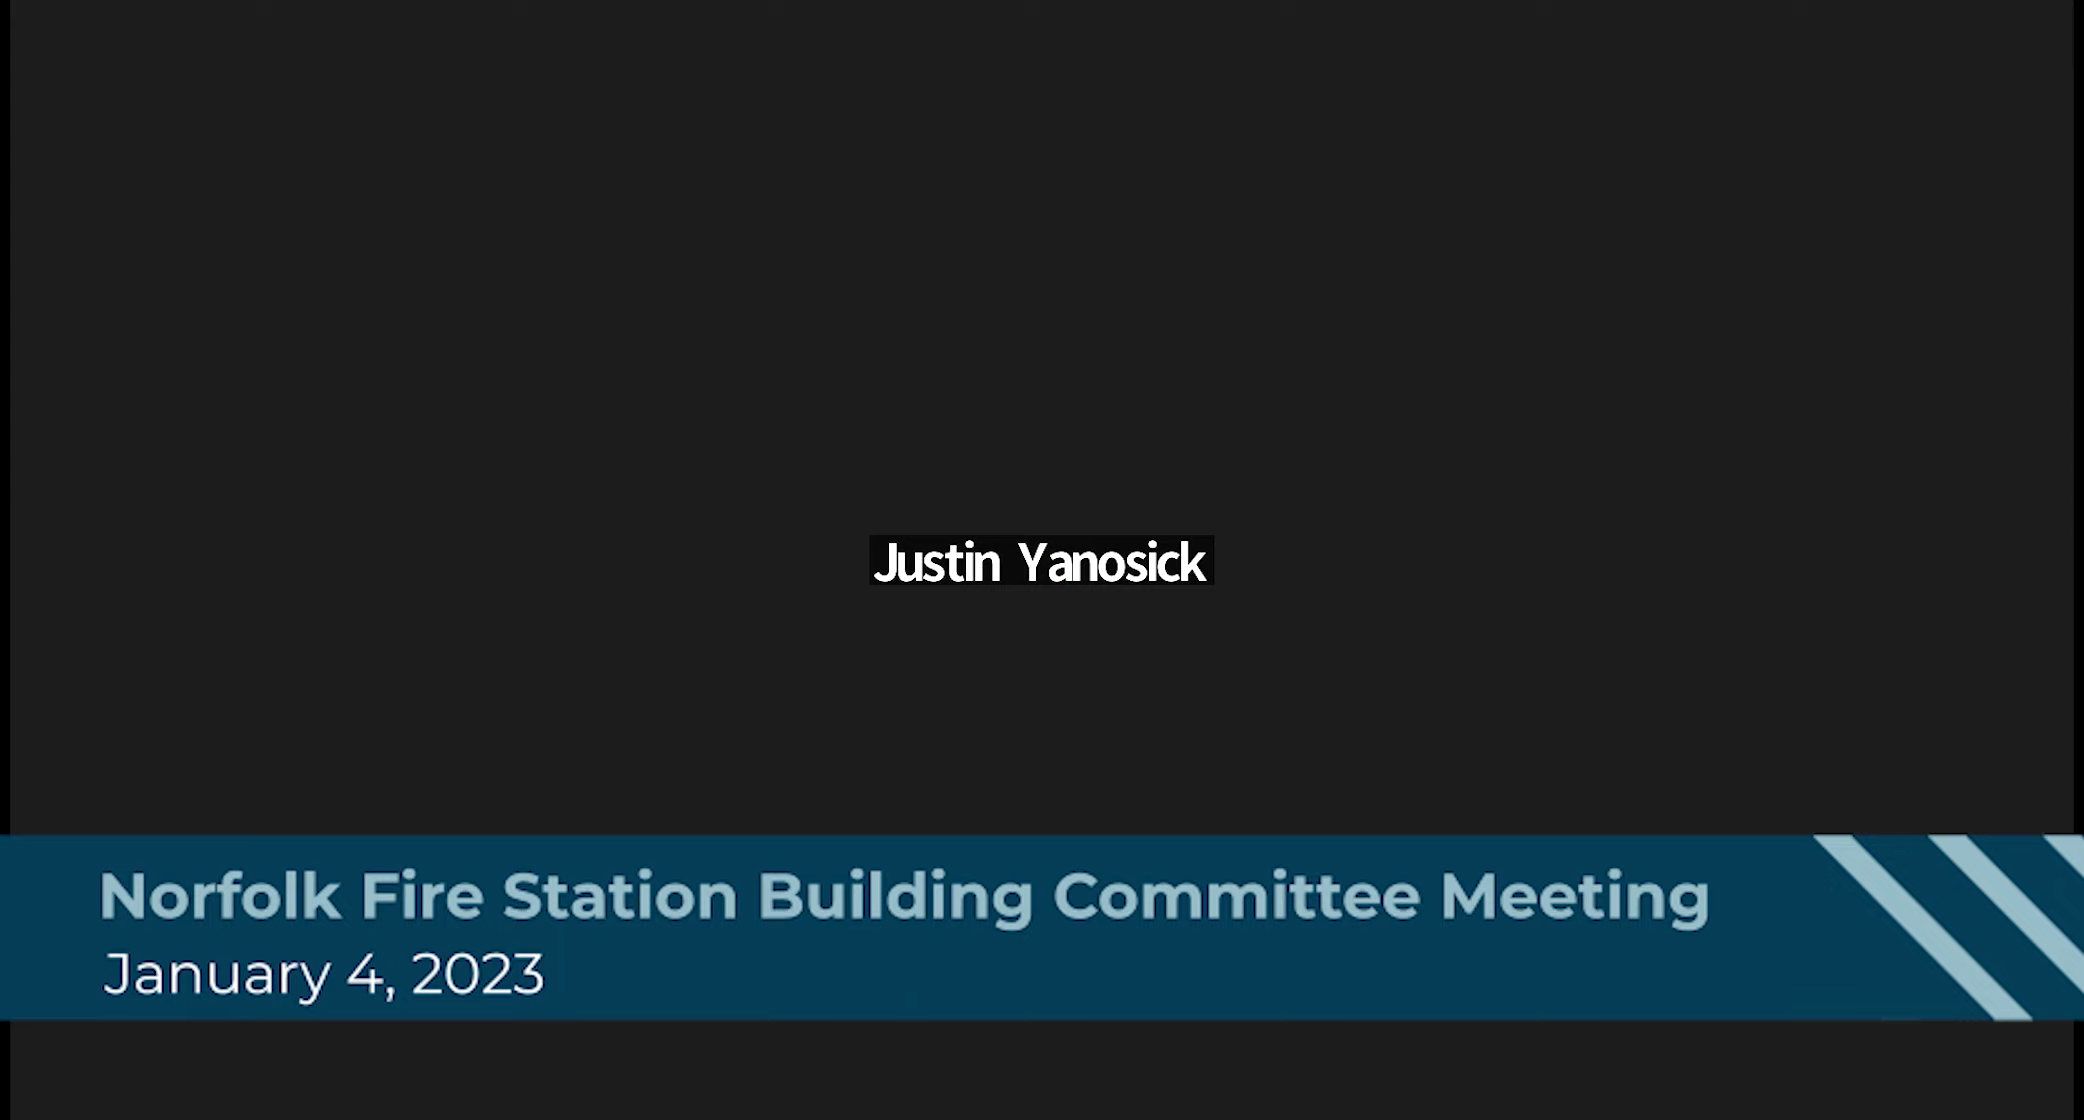 Justin Yanosick
Norfolk Fire Station Building Committee Meeting
January 4, 2023